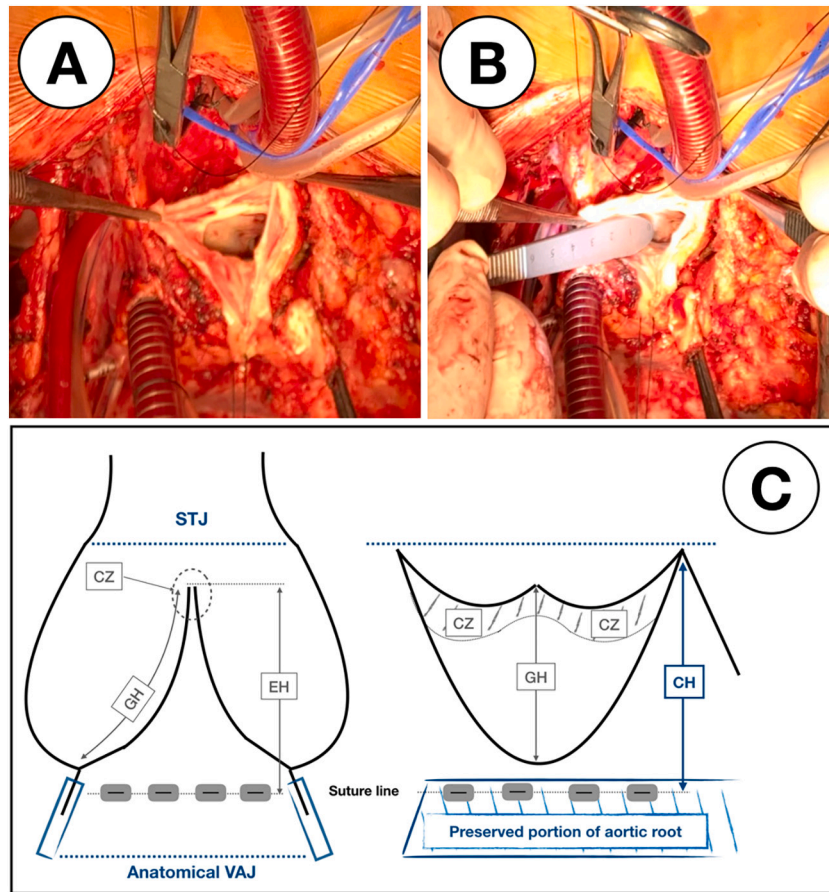 A
B
C
STJ
CZ
GH
EH
CZ
CZ
GH
CH
Suture line
Preserved portion of aortic root
Anatomical VAJ